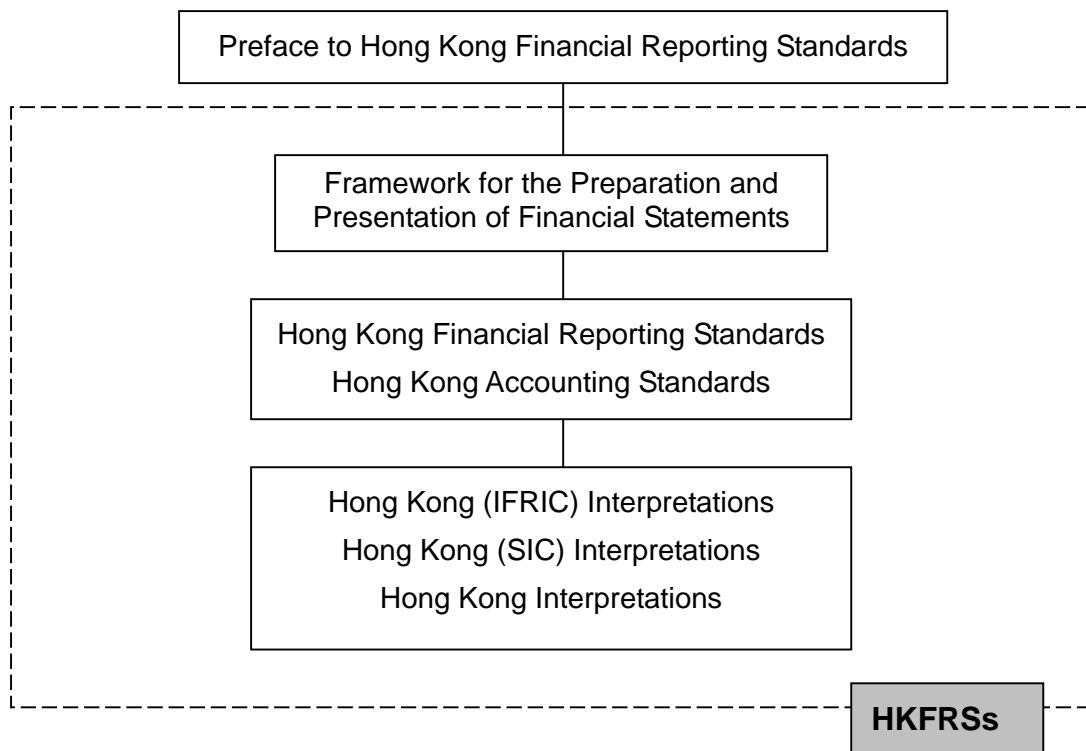 Preface to Hong Kong Financial Reporting Standards
Framework for the Preparation and
Presentation of Financial Statements
Hong Kong Financial Reporting Standards
Hong Kong Accounting Standards
Hong Kong (IFRIC) Interpretations
Hong Kong (SIC) Interpretations
Hong Kong Interpretations
HKFRSs